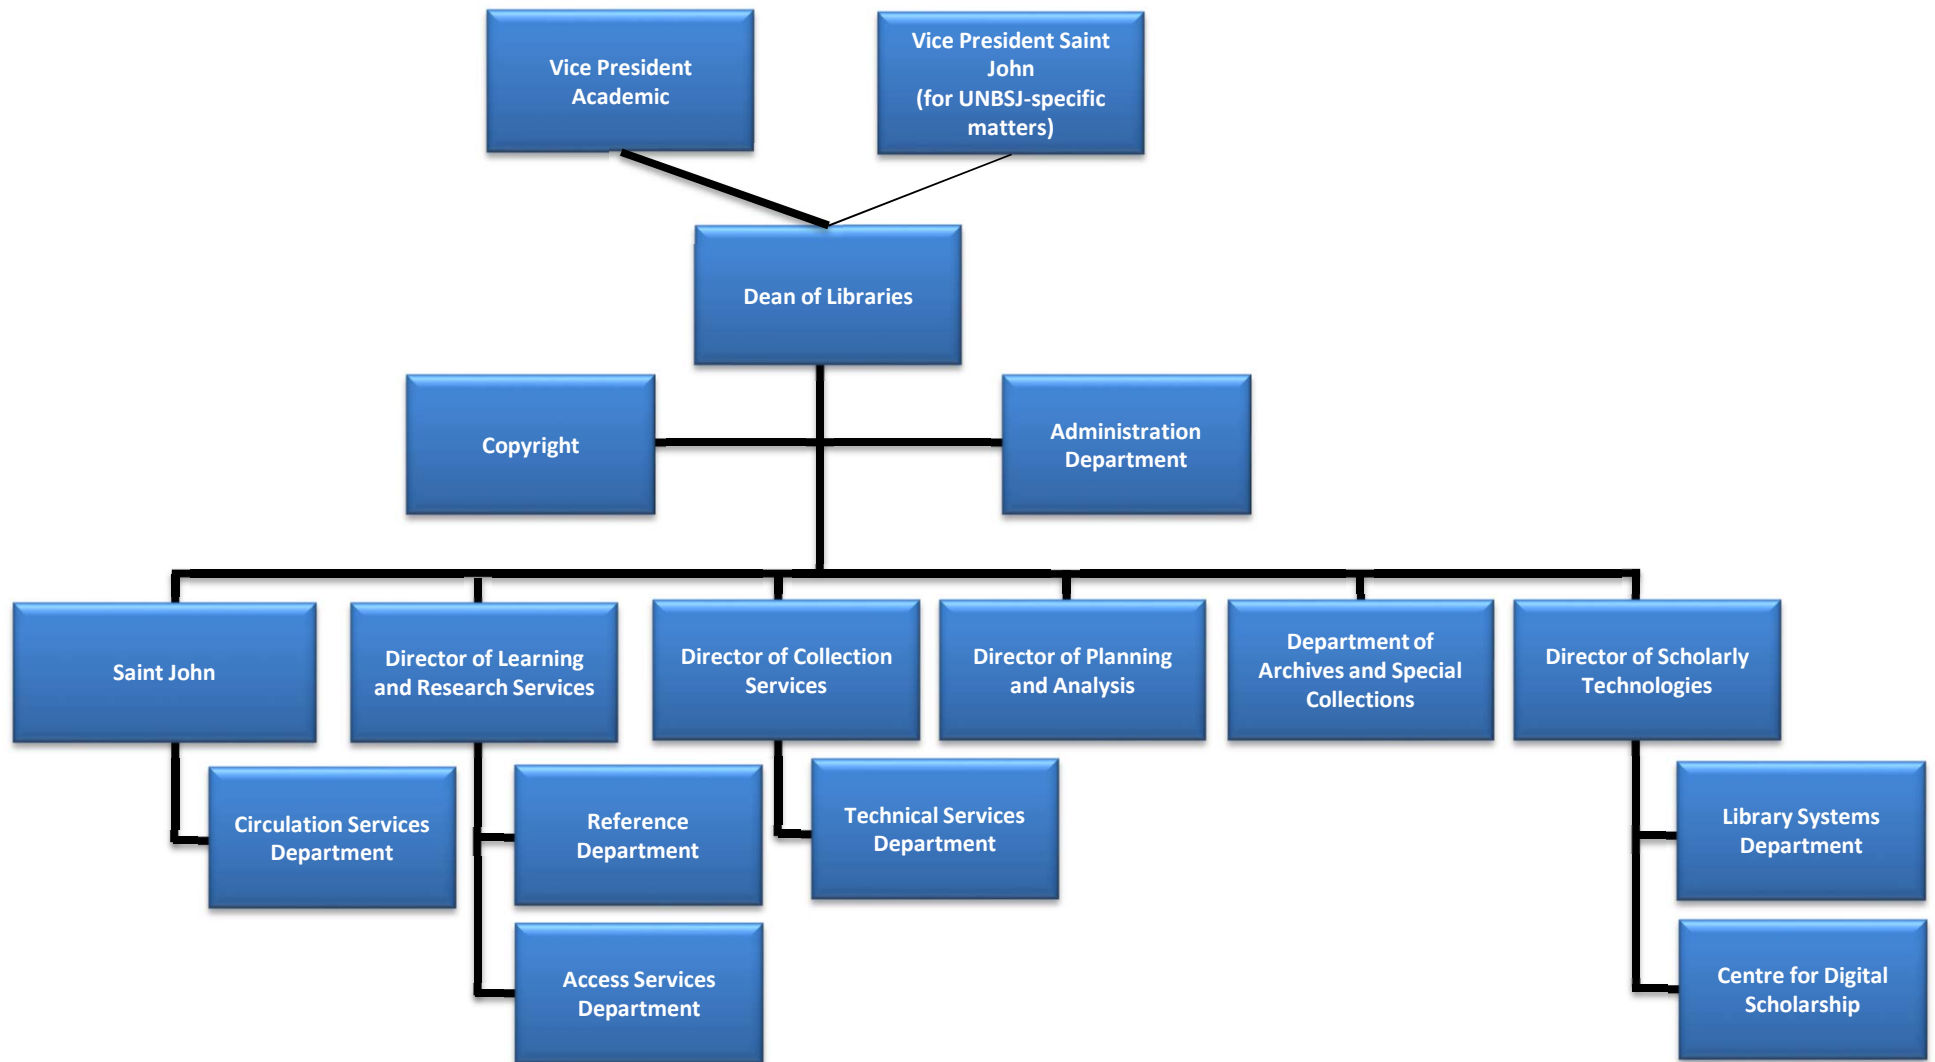 Vice President
Academic
Vice President Saint
John
(for UNBSJ-specific
matters)
Dean of Libraries
Copyright
Administration
Department
Saint John
Director of Learning
and Research Services
Director of Collection
Services
Director of Planning
and Analysis
Department of
Archives and Special
Collections
Director of Scholarly
Technologies
Circulation Services
Department
Reference
Department
Technical Services
Department
Library Systems
Department
Access Services
Department
Centre for Digital
Scholarship